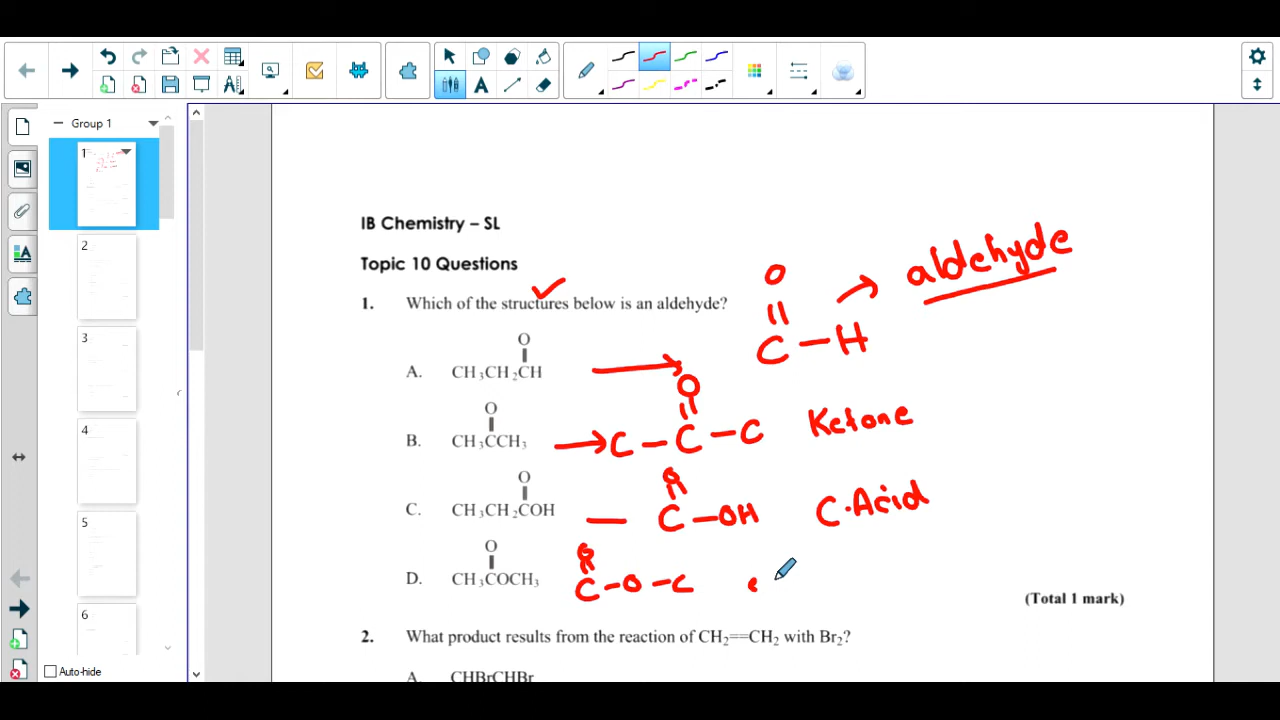 Group 1
1
2
3
4
5
6
Auto-hide
IB Chemistry – SL
Topic 10 Questions
1. Which of the structures below is an aldehyde?
O
A. CH₃CH₂CH
O
B. CH₃CCH₃
O
C. CH₃CH₂COH
O
D. CH₃COCH₃
(Total 1 mark)
2. What product results from the reaction of CH₂═CH₂ with Br₂?
A. CHBrCHBr
O
C – H → aldehyde
O
C – C – C Ketone
O
C – OH C.Acid
O
C – O – C e